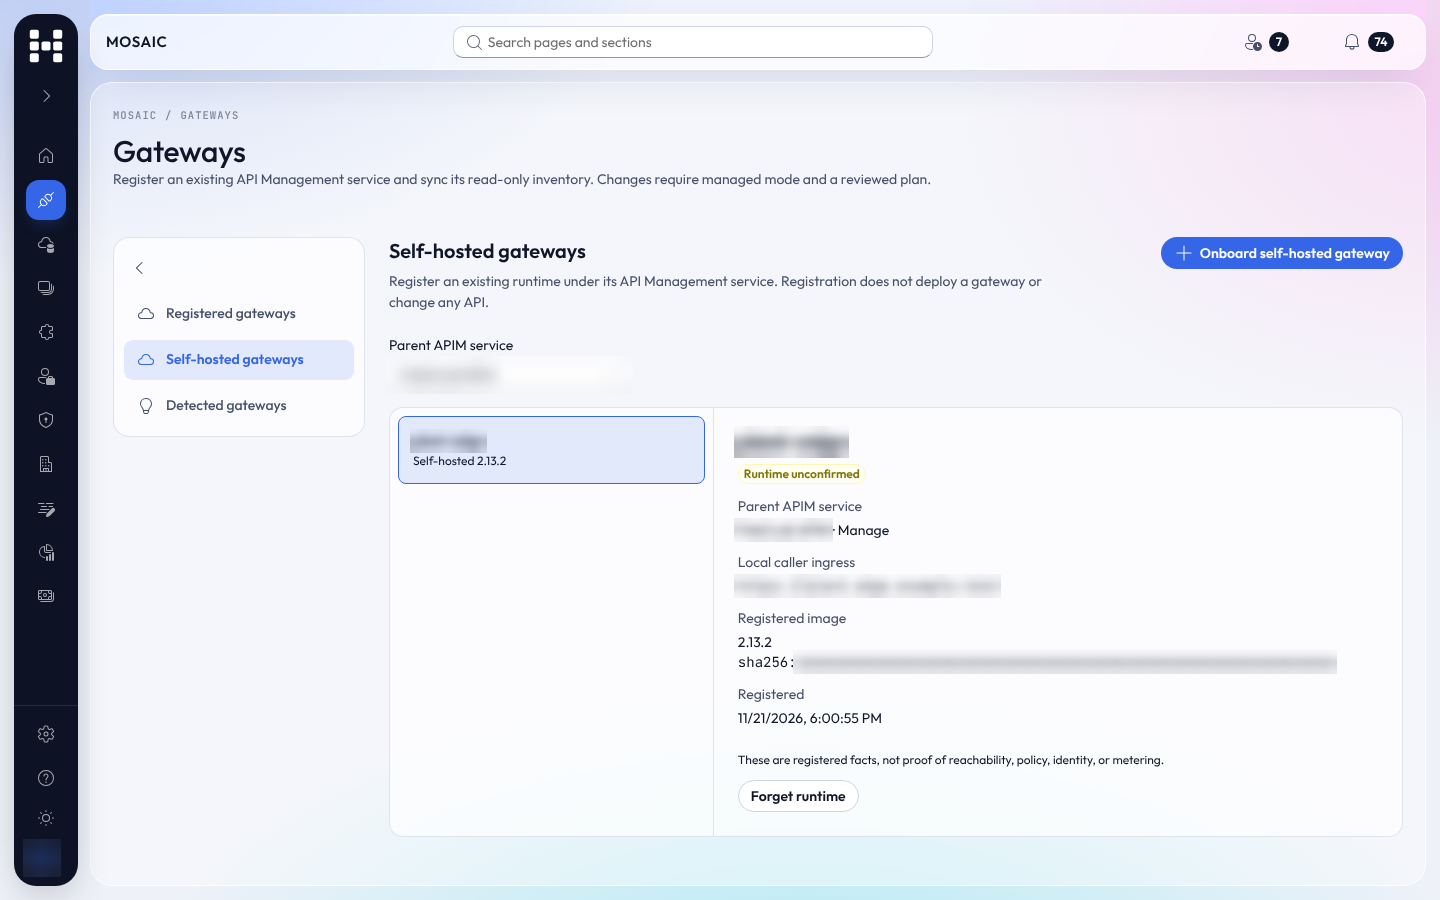 MOSAIC
Search pages and sections
7
74
MOSAIC / GATEWAYS
Gateways
Register an existing API Management service and sync its read-only inventory. Changes require managed mode and a reviewed plan.
Registered gateways
Self-hosted gateways
Detected gateways
Self-hosted gateways
Onboard self-hosted gateway
Register an existing runtime under its API Management service. Registration does not deploy a gateway or
change any API.
Parent APIM service
Self-hosted 2.13.2
Runtime unconfirmed
Parent APIM service
· Manage
Local caller ingress
Registered image
2.13.2
sha256:
Registered
11/21/2026, 6:00:55 PM
These are registered facts, not proof of reachability, policy, identity, or metering.
Forget runtime